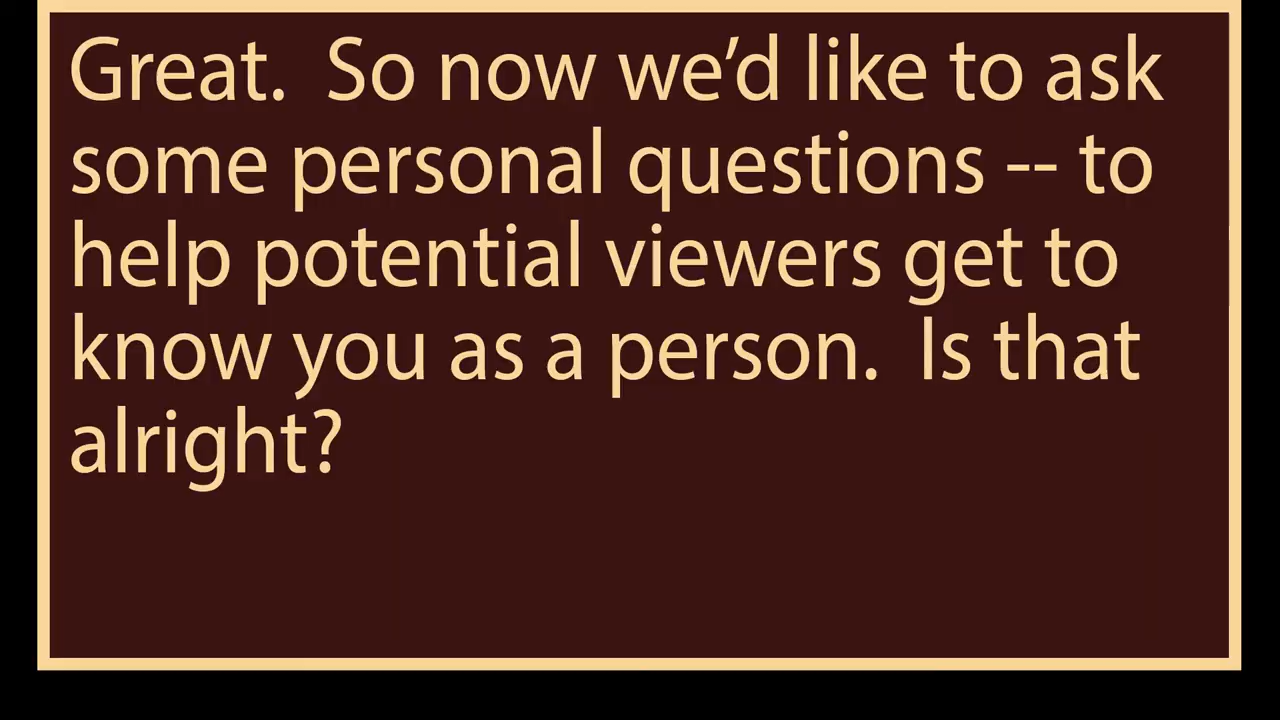 Great.  So now we’d like to ask
some personal questions -- to
help potential viewers get to
know you as a person.  Is that
alright?